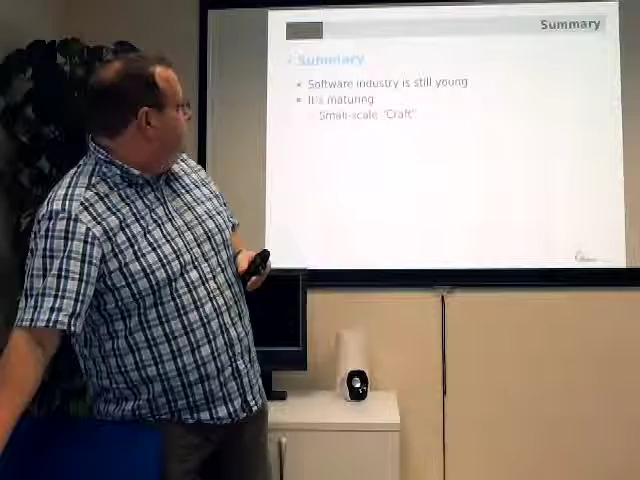 Summary
Summary
Software industry is still young
It's maturing
Small-scale "Craft"